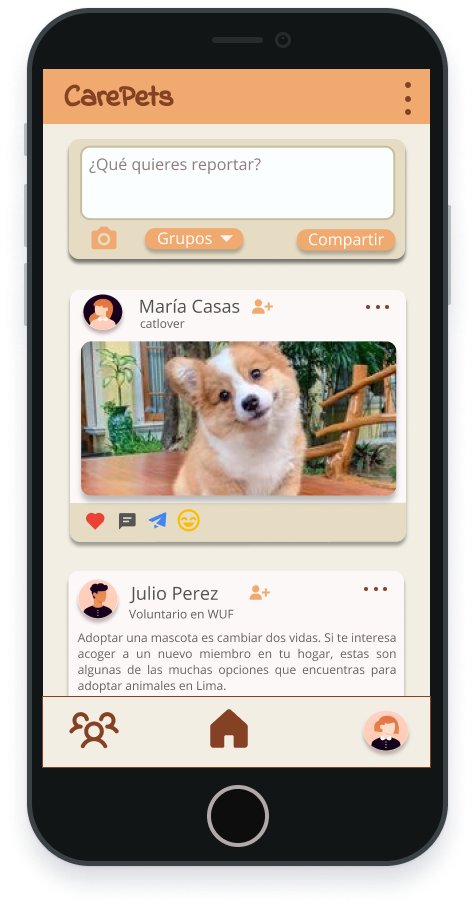 CarePets
¿Qué quieres reportar?
Grupos
Compartir
María Casas
catlover
Julio Perez
Voluntario en WUF
Adoptar una mascota es cambiar dos vidas. Si te interesa
acoger a un nuevo miembro en tu hogar, estas son
algunas de las muchas opciones que encuentras para
adoptar animales en Lima.